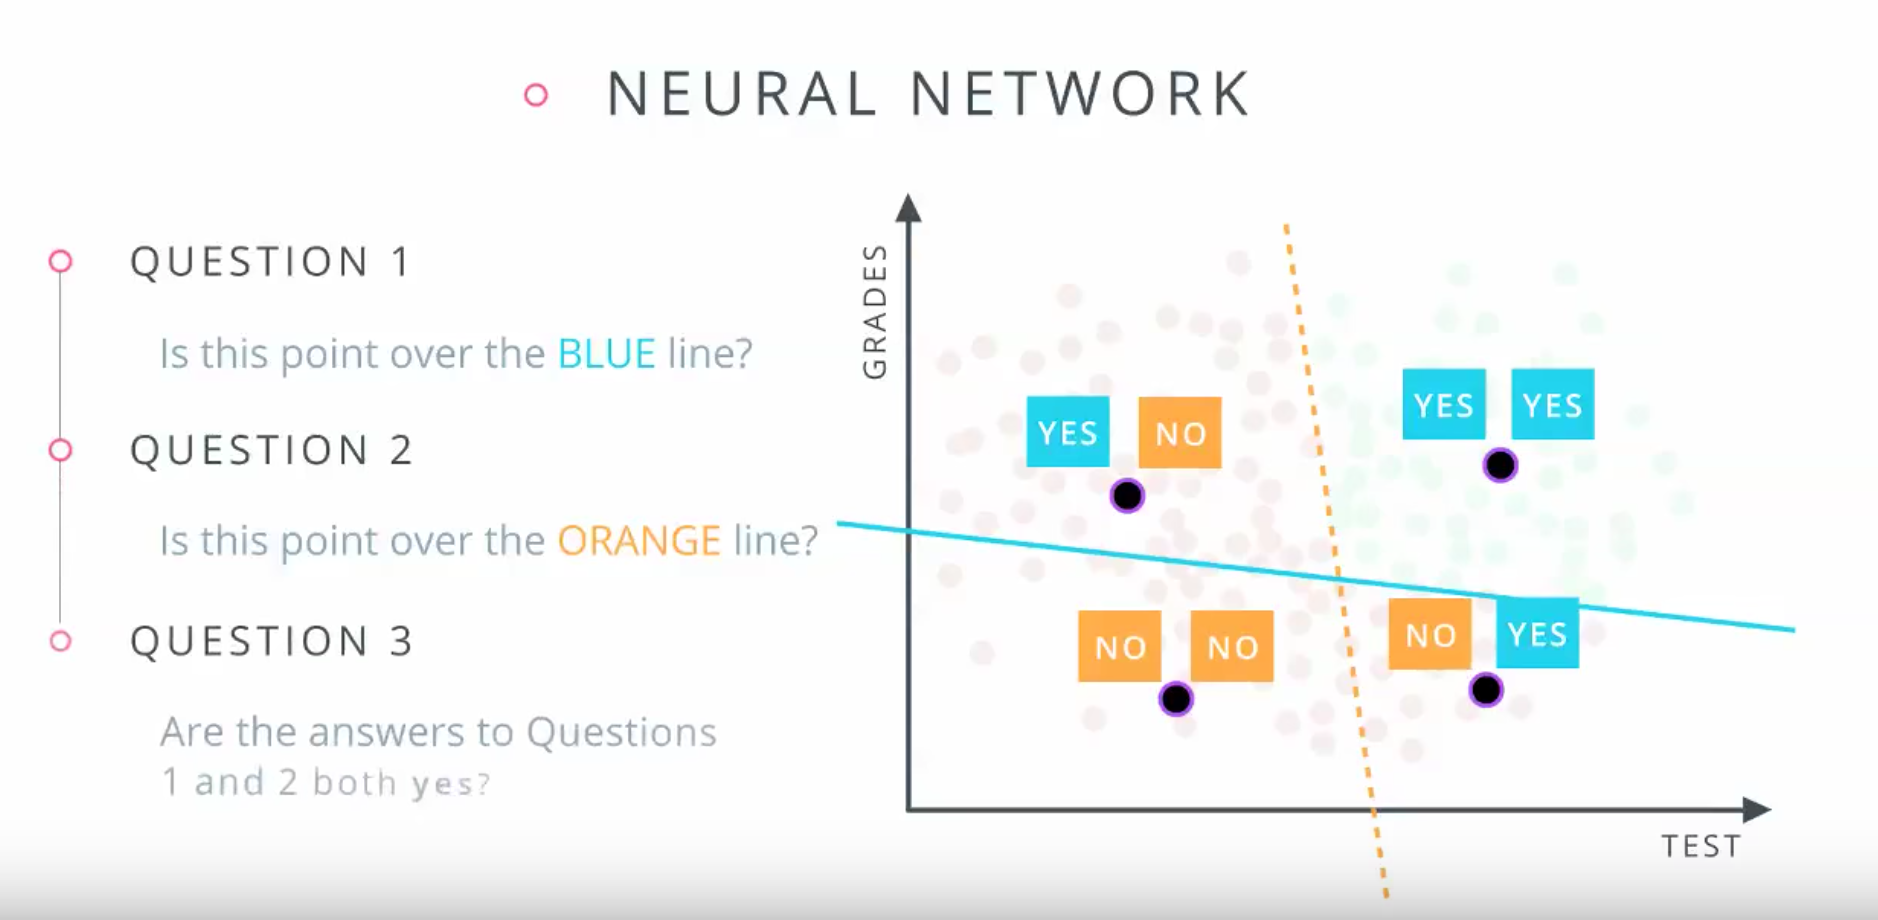 NEURAL NETWORK
QUESTION 1
Is this point over the BLUE line?
QUESTION 2
Is this point over the ORANGE line?
QUESTION 3
Are the answers to Questions
1 and 2 both yes?
GRADES
YES NO
YES YES
NO NO
NO YES
TEST